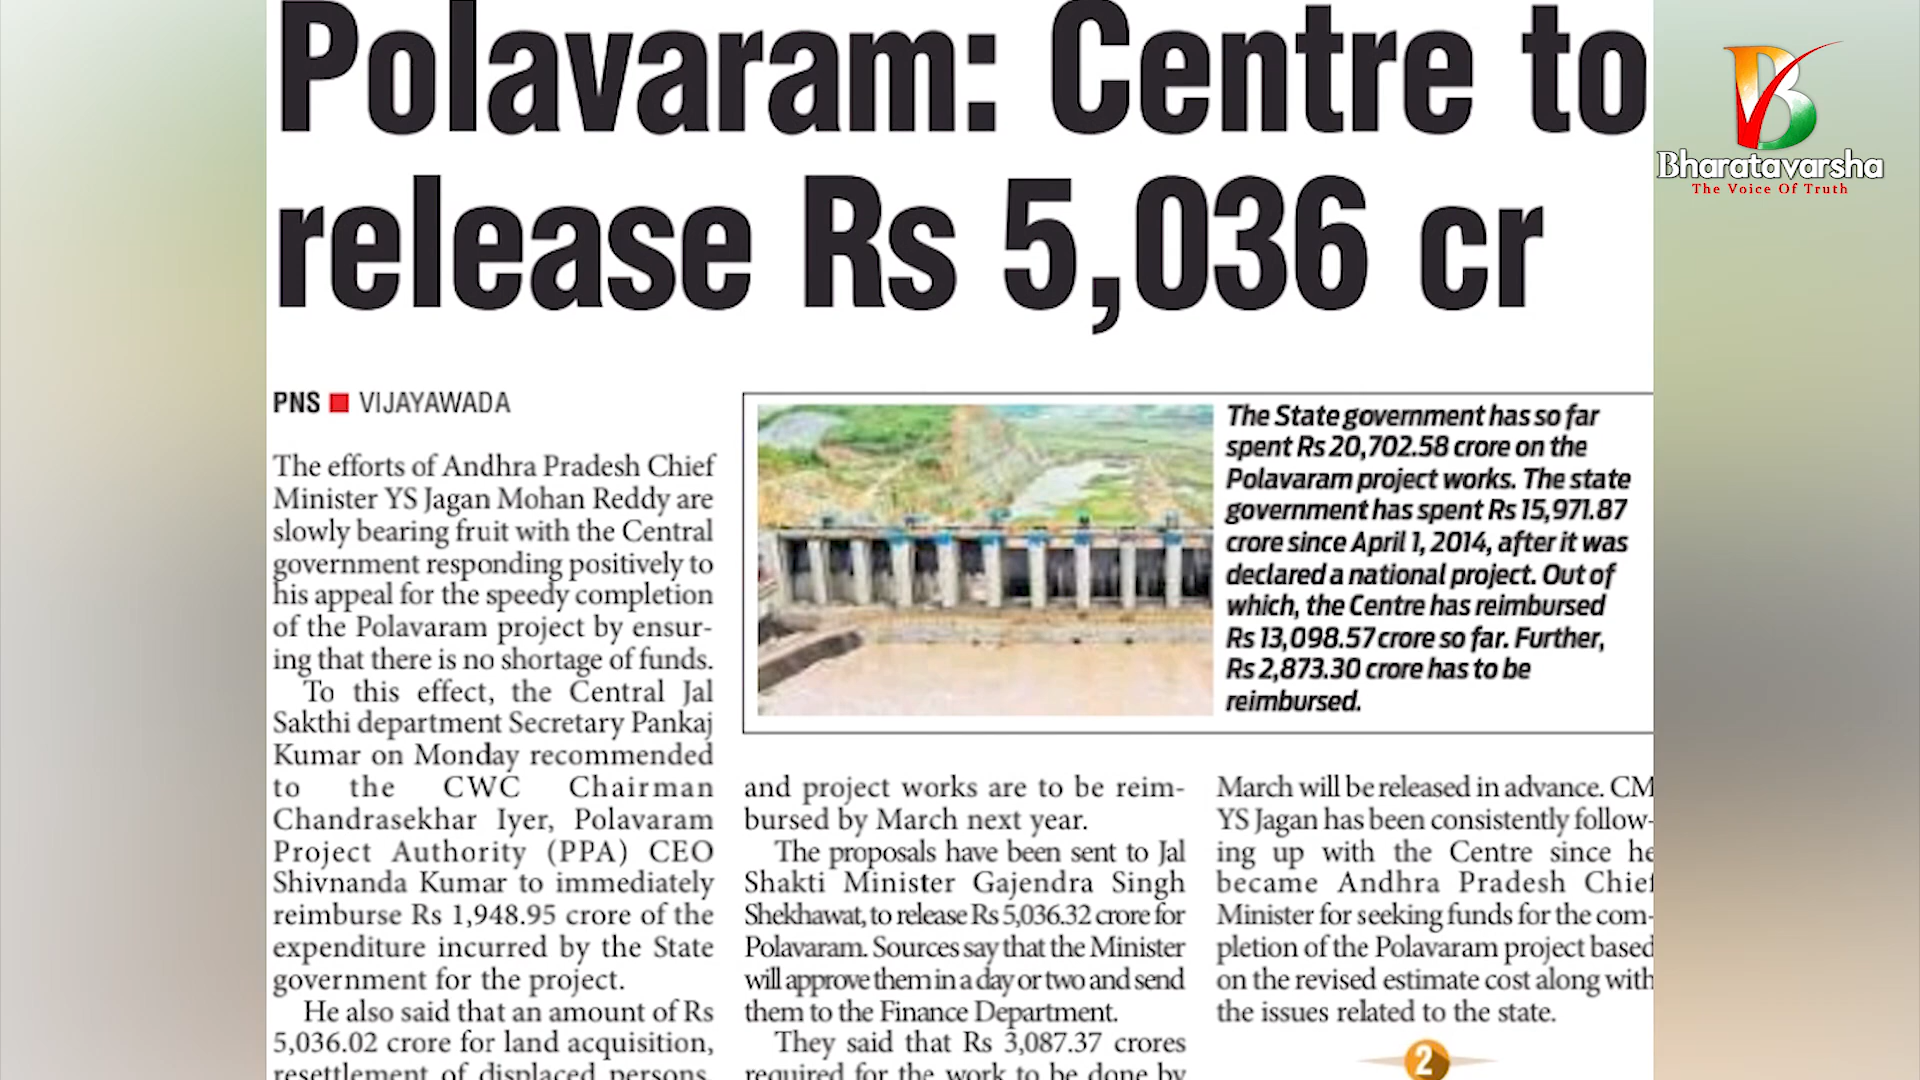 Polavaram: Centre to
release Rs 5,036 cr
PNS ■ VIJAYAWADA
The efforts of Andhra Pradesh Chief
Minister YS Jagan Mohan Reddy are
slowly bearing fruit with the Central
government responding positively to
his appeal for the speedy completion
of the Polavaram project by ensur-
ing that there is no shortage of funds.
To this effect, the Central Jal
Sakthi department Secretary Pankaj
Kumar on Monday recommended
to the CWC Chairman
Chandrasekhar Iyer, Polavaram
Project Authority (PPA) CEO
Shivnanda Kumar to immediately
reimburse Rs 1,948.95 crore of the
expenditure incurred by the State
government for the project.
He also said that an amount of Rs
5,036.02 crore for land acquisition,
resettlement of displaced persons,
The State government has so far
spent Rs 20,702.58 crore on the
Polavaram project works. The state
government has spent Rs 15,971.87
crore since April 1, 2014, after it was
declared a national project. Out of
which, the Centre has reimbursed
Rs 13,098.57 crore so far. Further,
Rs 2,873.30 crore has to be
reimbursed.
and project works are to be reim-
bursed by March next year.
The proposals have been sent to Jal
Shakti Minister Gajendra Singh
Shekhawat, to release Rs 5,036.32 crore for
Polavaram. Sources say that the Minister
will approve them in a day or two and send
them to the Finance Department.
They said that Rs 3,087.37 crores
required for the work to be done by
March will be released in advance. CM
YS Jagan has been consistently follow-
ing up with the Centre since he
became Andhra Pradesh Chief
Minister for seeking funds for the com-
pletion of the Polavaram project based
on the revised estimate cost along with
the issues related to the state.
2
Bharatavarsha
The Voice Of Truth